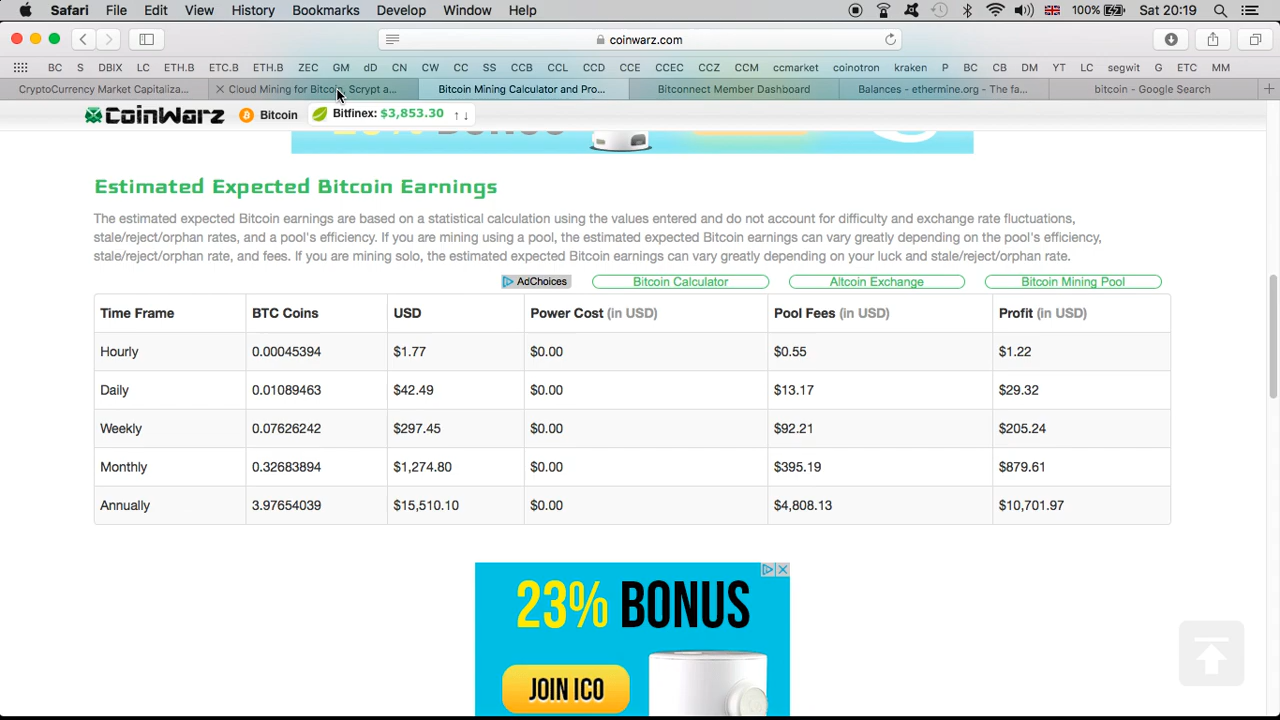 Safari File Edit View History Bookmarks Develop Window Help 100% Sat 20:19
coinwarz.com
BC S DBIX LC ETH.B ETC.B ETH.B ZEC GM dD CN CW CC SS CCB CCL CCD CCE CCEC CCZ CCM ccmarket coinotron kraken P BC CB DM YT LC segwit G ETC MM
CryptoCurrency Market Capitaliza... Cloud Mining for Bitcoin, Scrypt a... Bitcoin Mining Calculator and Pro... Bitconnect Member Dashboard Balances - ethermine.org - The fa... bitcoin - Google Search
CoinWarz Bitcoin Bitfinex: $3,853.30 ↑ ↓
Estimated Expected Bitcoin Earnings
The estimated expected Bitcoin earnings are based on a statistical calculation using the values entered and do not account for difficulty and exchange rate fluctuations,
stale/reject/orphan rates, and a pool's efficiency. If you are mining using a pool, the estimated expected Bitcoin earnings can vary greatly depending on the pool's efficiency,
stale/reject/orphan rate, and fees. If you are mining solo, the estimated expected Bitcoin earnings can vary greatly depending on your luck and stale/reject/orphan rate.
AdChoices Bitcoin Calculator Altcoin Exchange Bitcoin Mining Pool
Time Frame BTC Coins USD Power Cost (in USD) Pool Fees (in USD) Profit (in USD)
Hourly 0.00045394 $1.77 $0.00 $0.55 $1.22
Daily 0.01089463 $42.49 $0.00 $13.17 $29.32
Weekly 0.07626242 $297.45 $0.00 $92.21 $205.24
Monthly 0.32683894 $1,274.80 $0.00 $395.19 $879.61
Annually 3.97654039 $15,510.10 $0.00 $4,808.13 $10,701.97
23% BONUS
JOIN ICO